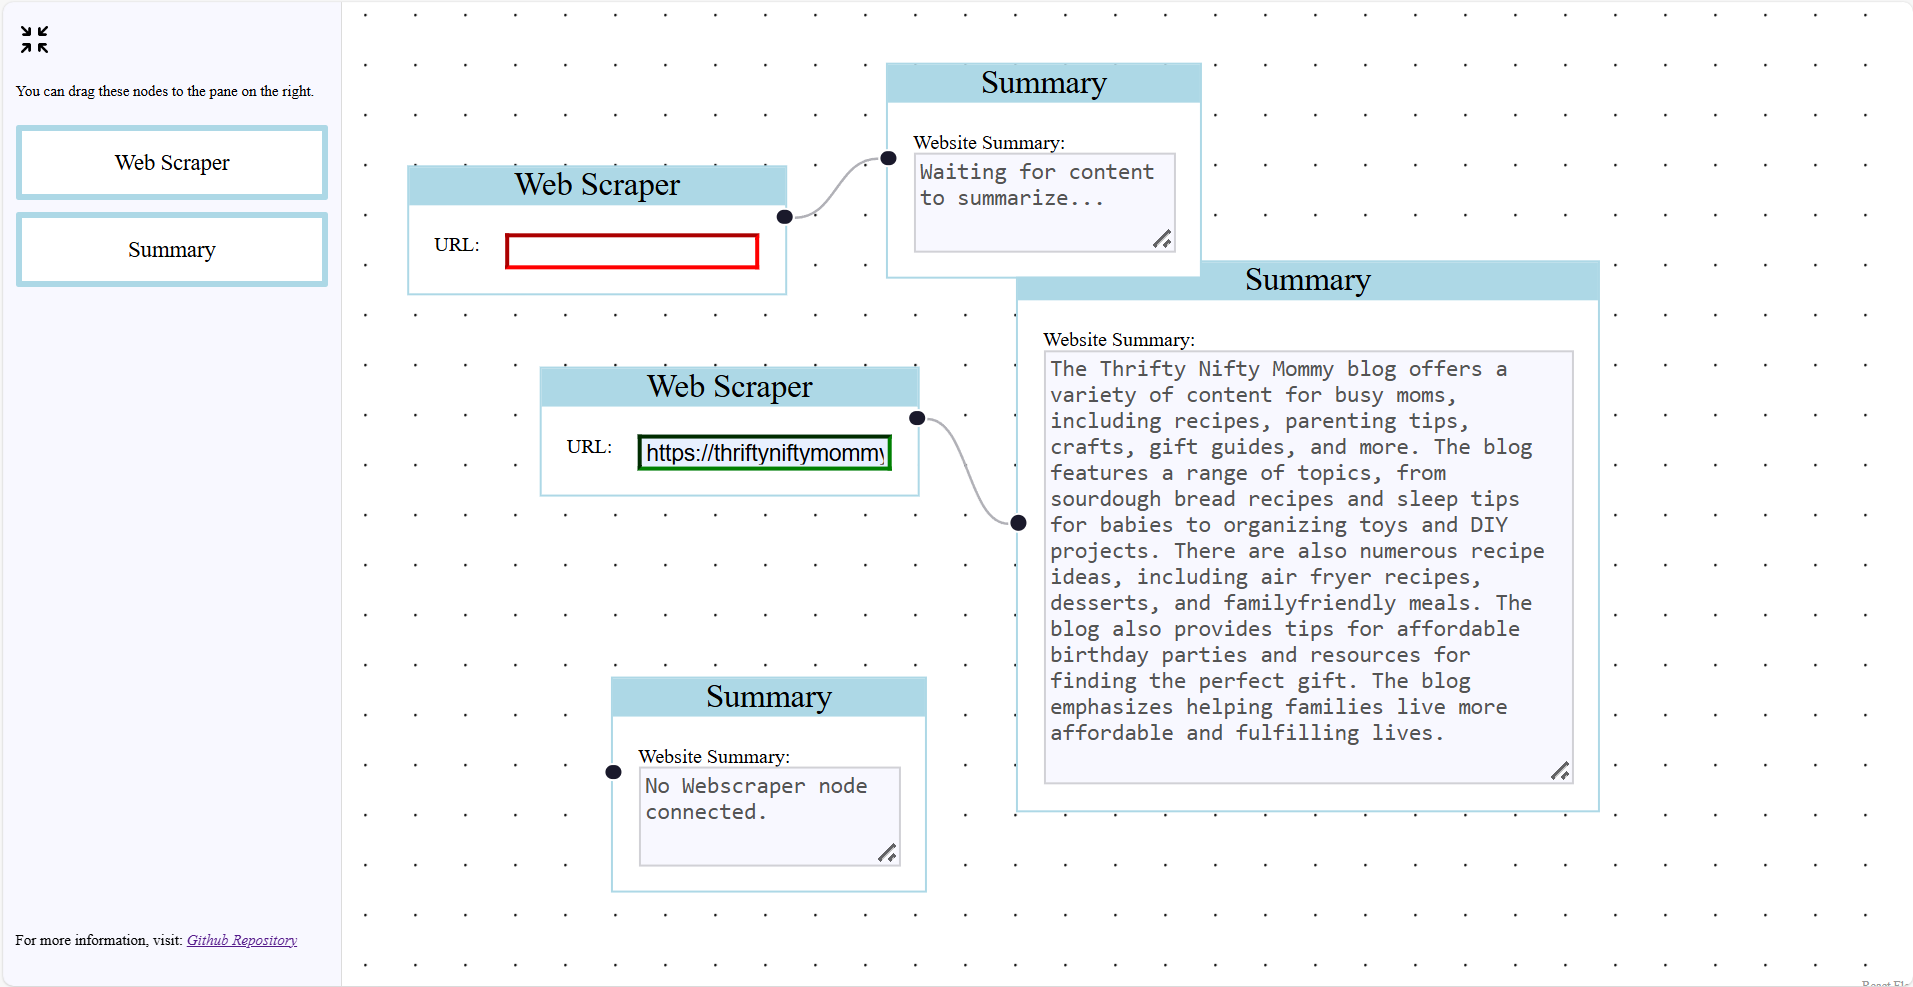 You can drag these nodes to the pane on the right.
Web Scraper
Summary
For more information, visit: Github Repository
Web Scraper
URL:
Summary
Website Summary:
Waiting for content
to summarize...
Web Scraper
URL:
https://thriftyniftymommy
Summary
Website Summary:
The Thrifty Nifty Mommy blog offers a
variety of content for busy moms,
including recipes, parenting tips,
crafts, gift guides, and more. The blog
features a range of topics, from
sourdough bread recipes and sleep tips
for babies to organizing toys and DIY
projects. There are also numerous recipe
ideas, including air fryer recipes,
desserts, and familyfriendly meals. The
blog also provides tips for affordable
birthday parties and resources for
finding the perfect gift. The blog
emphasizes helping families live more
affordable and fulfilling lives.
Summary
Website Summary:
No Webscraper node
connected.